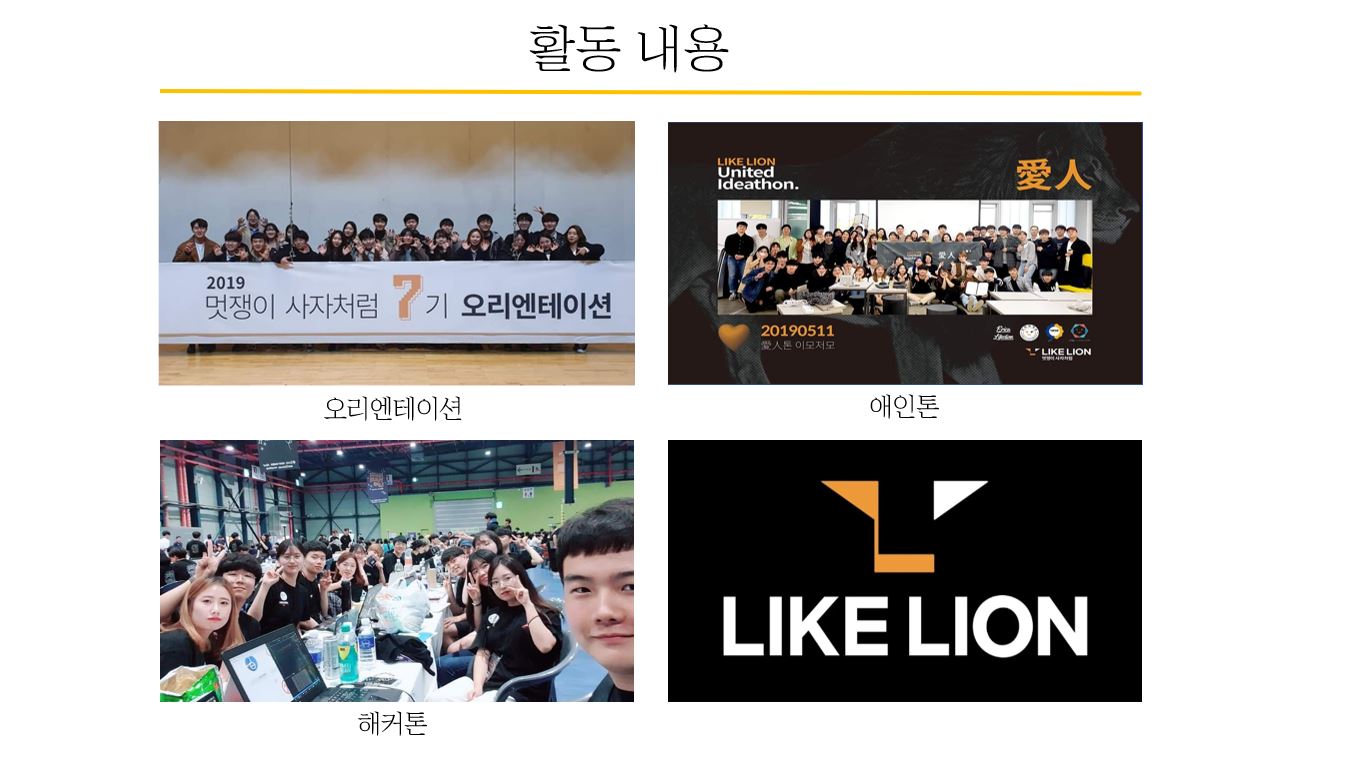 활동 내용
2019
멋쟁이 사자처럼 7기 오리엔테이션
LIKE LION
United
Ideathon.
愛人
愛人
20190511
愛人톤 이모저모
LIKE LION
멋쟁이 사자처럼
오리엔테이션
애인톤
LIKE LION
해커톤